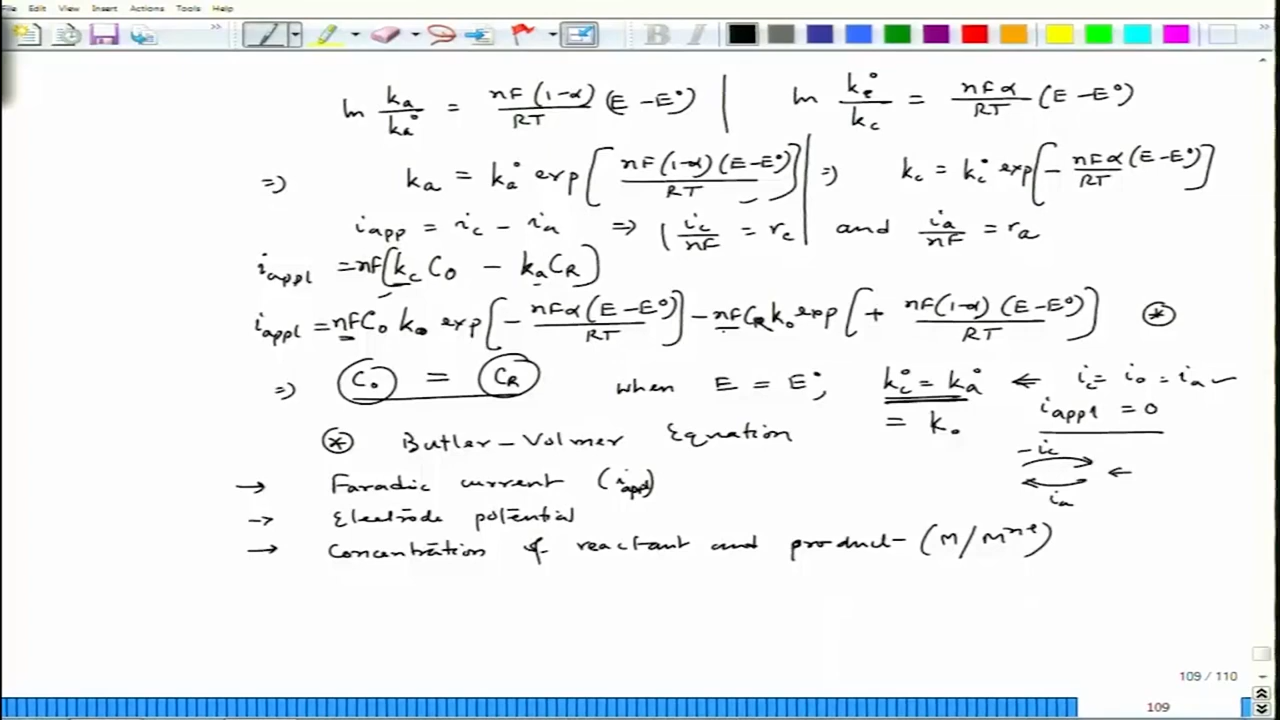 File Edit View Insert Actions Tools Help
ln ka/ka° = nF(1-α)/RT (E-E°) | ln kc°/kc = nFα/RT (E-E°)
=) ka = ka° exp[nF(1-α)(E-E°)/RT] =) kc = kc° exp[-nFα/RT (E-E°)]
iapp = ic - ia => | ic/nF = rc | and ia/nF = ra
iappl = nF[kc CO - ka CR)
iappl = nFCO ko exp[-nFα(E-E°)/RT] - nFCR ko exp[+ nF(1-α)(E-E°)/RT] *
=) CO = CR when E = E°, kc° = ka° ← ic = io = ia
= ko iappl = 0
* Butler-Volmer Equation
-ic
→ Faradic current (iappl)
←
ia
→ Electrode potential
→ Concentration of reactant and product- (M/Mn+)
109 / 110
109